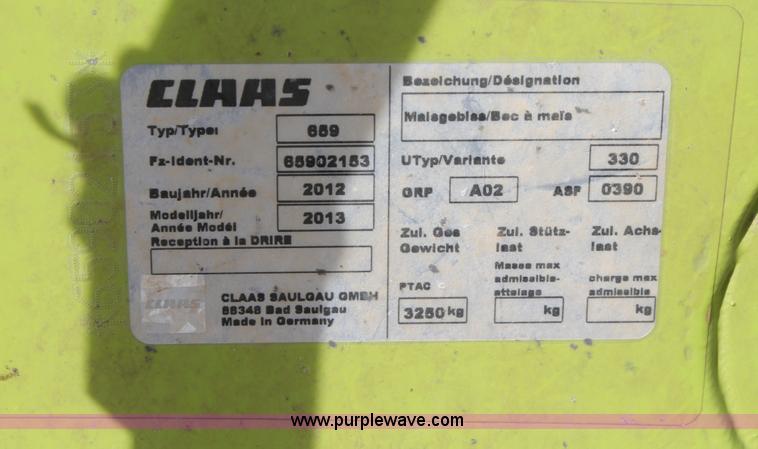 CLAAS
Typ/Type: 659
Fz-Ident-Nr. 65902153
Baujahr/Année 2012
Modelljahr/
Année Modél 2013
Reception à la DRIRE
CLAAS
CLAAS SAULGAU GMBH
88348 Bad Saulgau
Made in Germany
Bezeichung/Désignation
Maisgebiss/Bec à maïs
UTyp/Variante 330
GRP A02 ASP 0390
Zul. Ges
Gewicht
PTAC
3250 kg
Zul. Stütz-
last
Masse max
admissible-
attelage
kg
Zul. Achs-
last
charge max
admissible
kg
www.purplewave.com